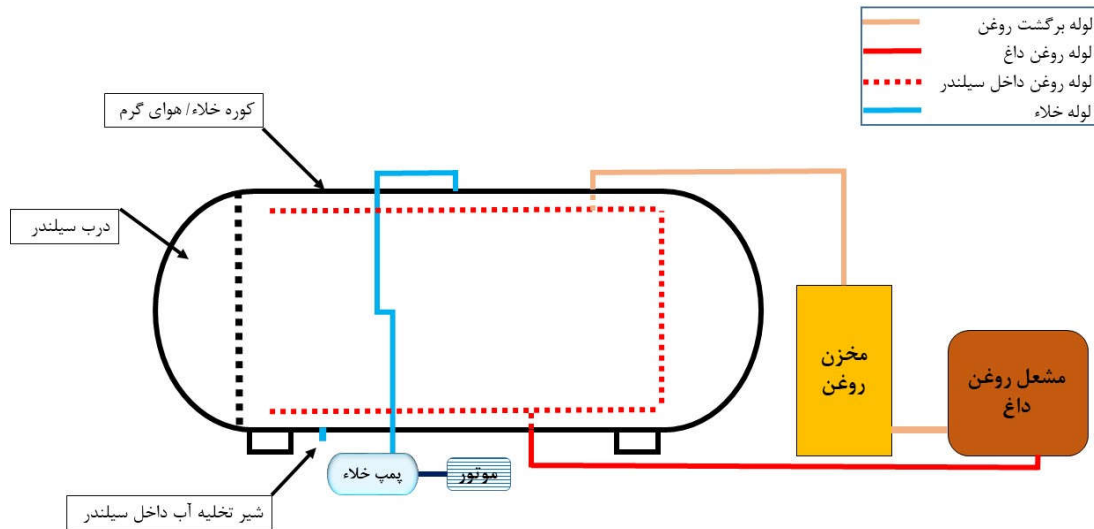 لوله برگشت روغن
لوله روغن داغ
لوله روغن داخل سیلندر
لوله خلاء
کوره خلاء/ هوای گرم
درب سیلندر
مخزن
روغن
مشعل روغن
داغ
پمپ خلاء
موتور
شیر تخلیه آب داخل سیلندر